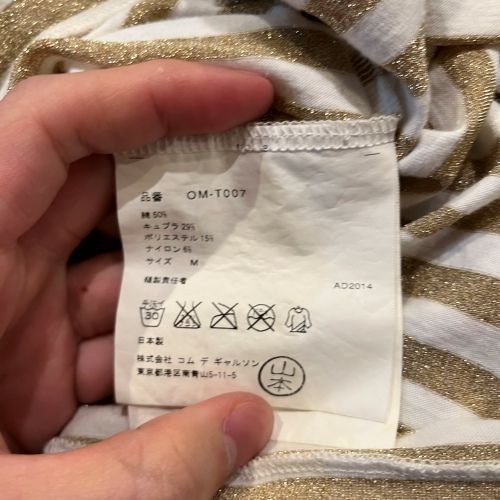 品番 OM-T007
綿 50%
キュプラ 29%
ポリエステル 15%
ナイロン 6%
サイズ M
縫製責任者
AD2014
手洗イ
30
日本製
株式会社 コム デ ギャルソン
東京都港区南青山5-11-5
山本